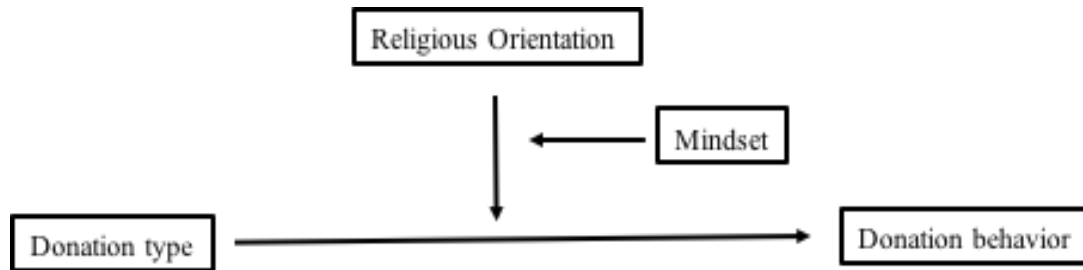 Religious Orientation
Mindset
Donation type
Donation behavior